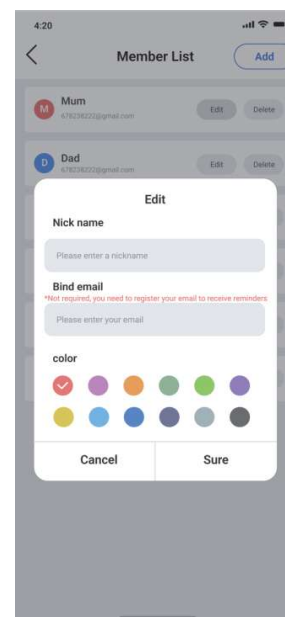 4:20
Member List
Add
M
Mum
678238222@gmail.com
Edit
Delete
D
Dad
678238222@gmail.com
Edit
Delete
Edit
Nick name
Please enter a nickname
Bind email
*Not required, you need to register your email to receive reminders
Please enter your email
color
Cancel
Sure